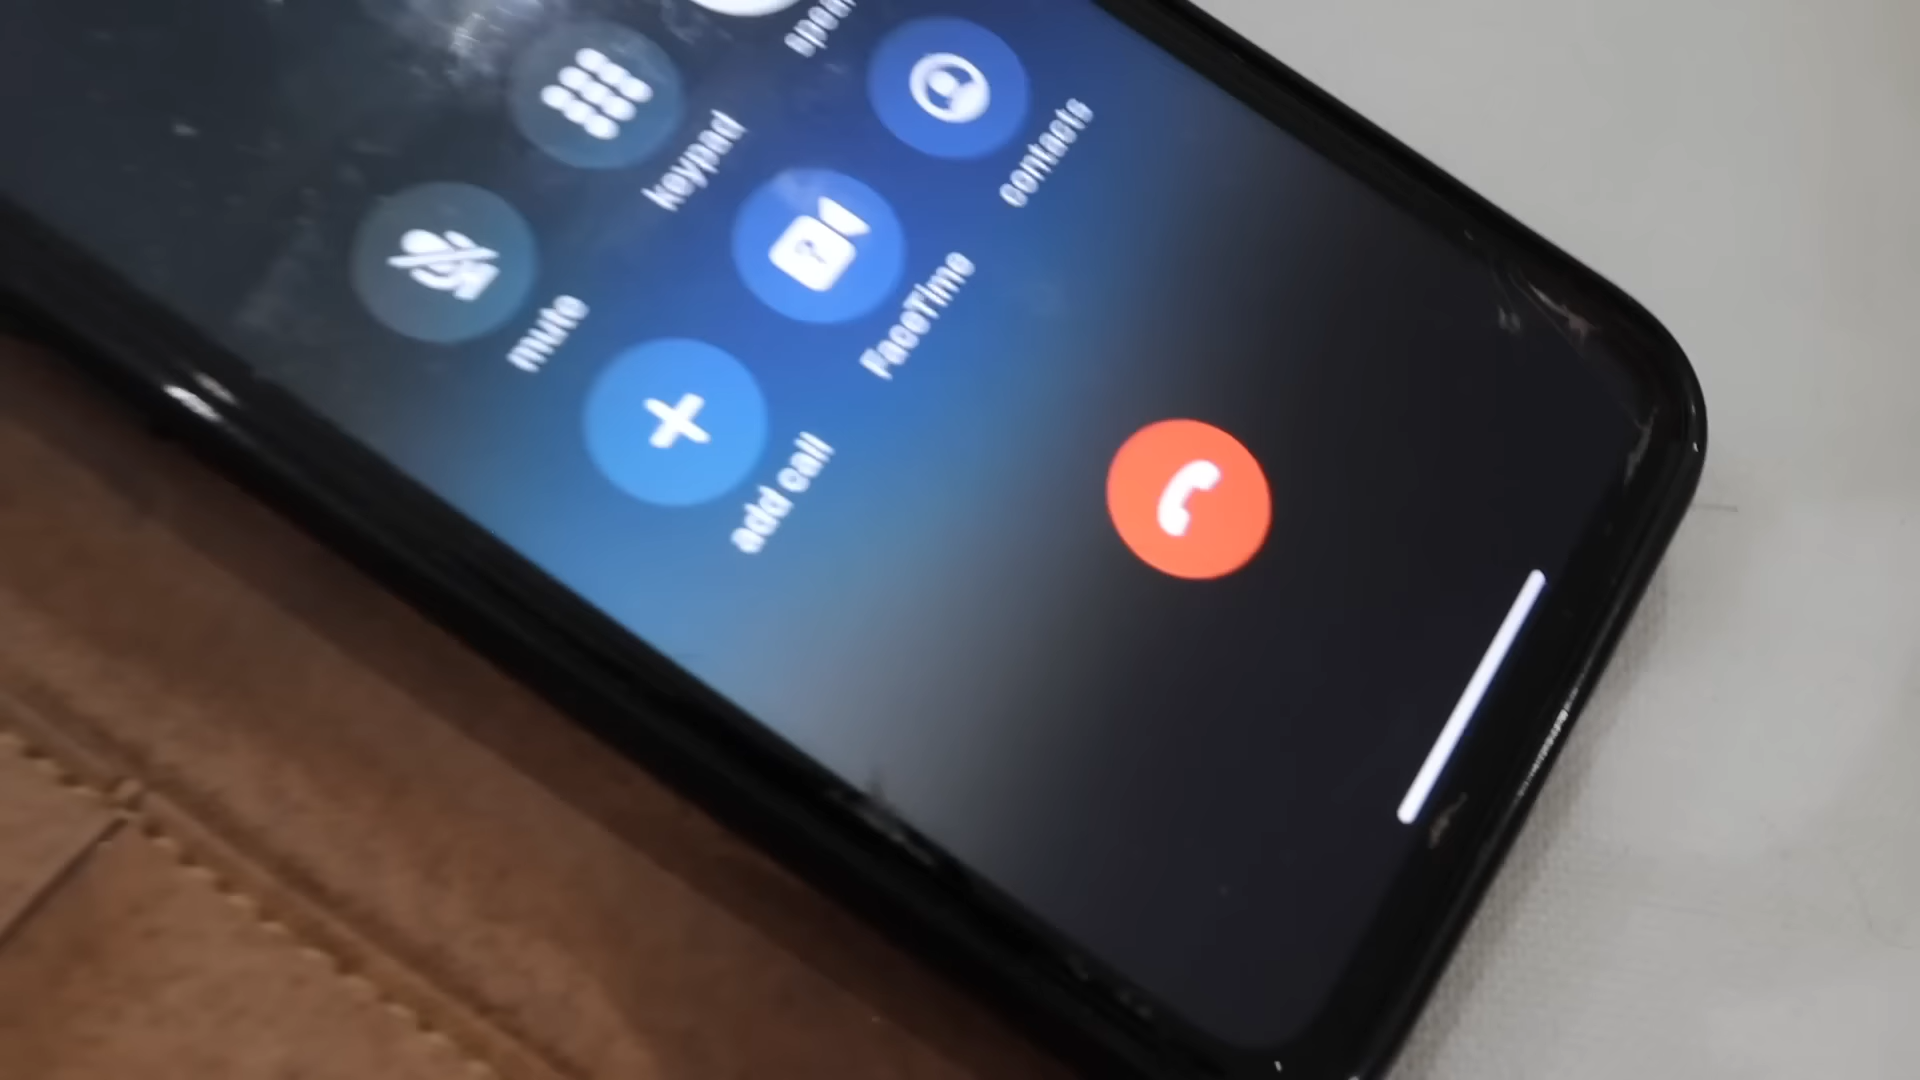 mute
keypad
add call
FaceTime
contacts